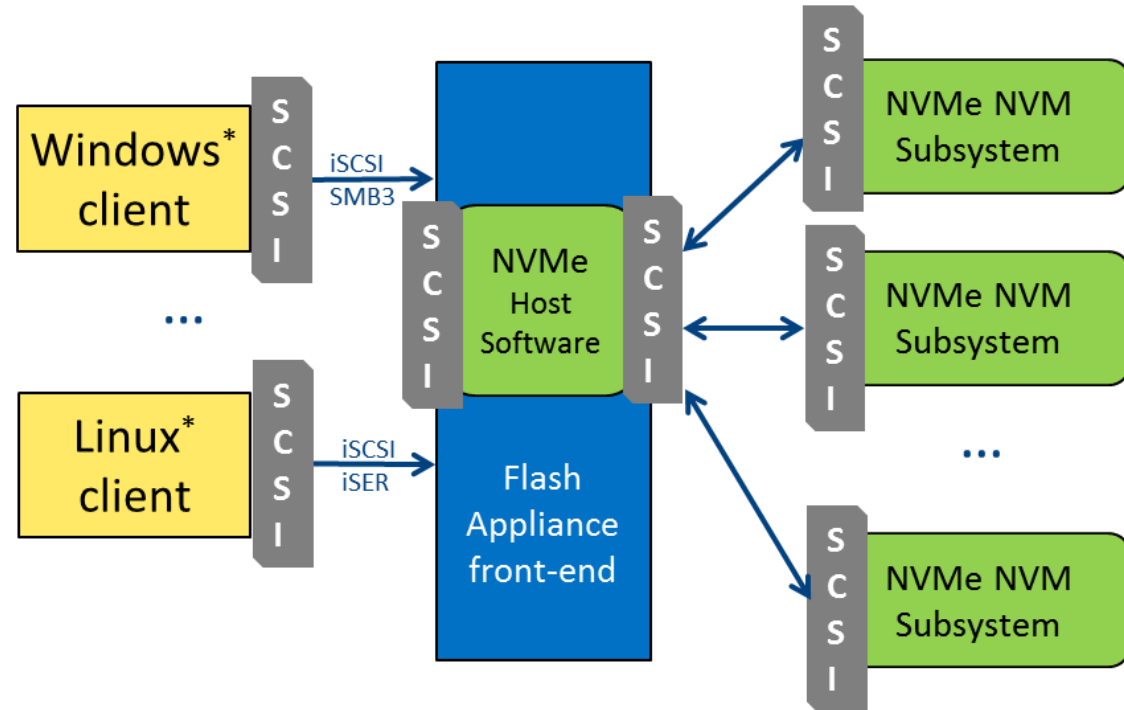 Windows*
client
S
C
S
I
iSCSI
SMB3
...
Linux*
client
S
C
S
I
iSCSI
iSER
S
C
S
I
NVMe
Host
Software
S
C
S
I
Flash
Appliance
front-end
S
C
S
I
NVMe NVM
Subsystem
S
C
S
I
NVMe NVM
Subsystem
...
S
C
S
I
NVMe NVM
Subsystem